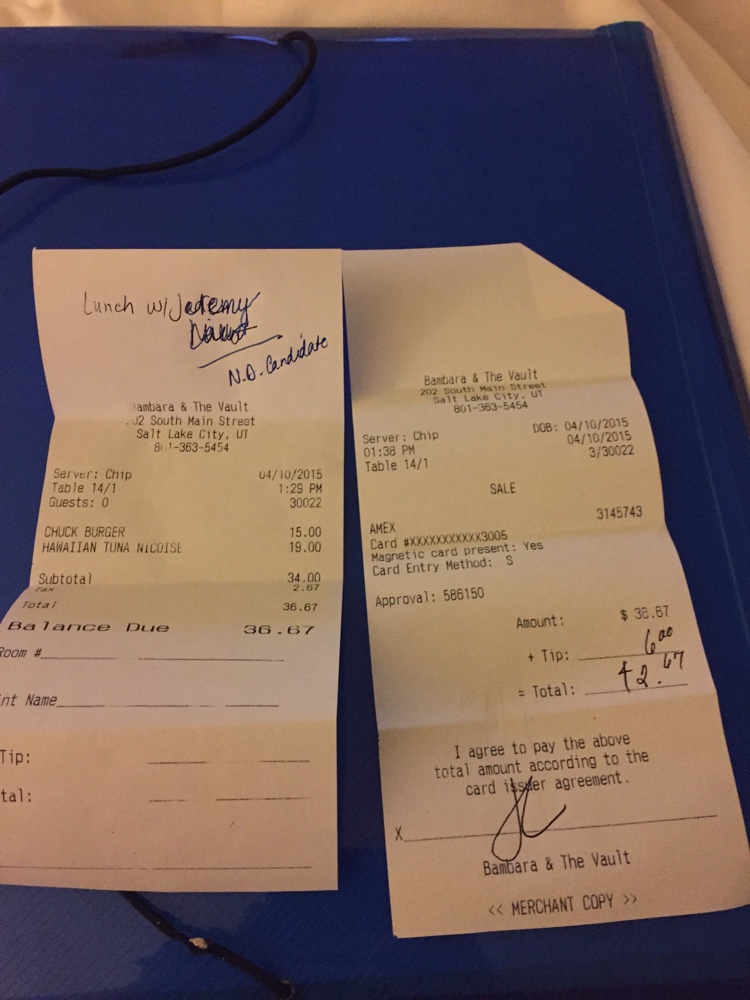 Lunch w/ Jeremy
N.D. Candidate
ambara & The Vault
02 South Main Street
Salt Lake City, UT
801-363-5454
Server: Chip 04/10/2015
Table 14/1 1:29 PM
Guests: 0 30022
CHUCK BURGER 15.00
HAWAIIAN TUNA NICOISE 19.00
Subtotal 34.00
Tax 2.67
Total 36.67
Balance Due 36.67
Room #
nt Name
Tip:
tal:
Bambara & The Vault
202 South Main Street
Salt Lake City, UT
801-363-5454
Server: Chip DOB: 04/10/2015
01:38 PM 04/10/2015
Table 14/1 3/30022
SALE
3145743
AMEX
Card #XXXXXXXXXXX3005
Magnetic card present: Yes
Card Entry Method: S
Approval: 586150
Amount: $ 36.67
+ Tip: 6.00
= Total: 42.67
I agree to pay the above
total amount according to the
card issuer agreement.
X
Bambara & The Vault
<< MERCHANT COPY >>